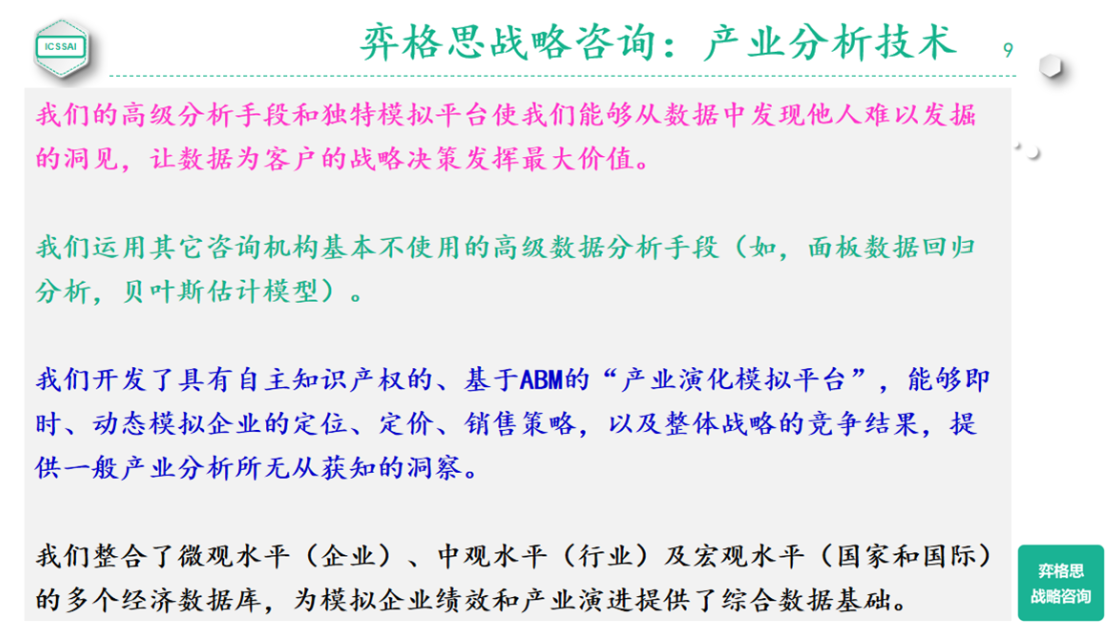 ICSSAI
弈格思战略咨询：产业分析技术
9
我们的高级分析手段和独特模拟平台使我们能够从数据中发现他人难以发掘
的洞见，让数据为客户的战略决策发挥最大价值。
我们运用其它咨询机构基本不使用的高级数据分析手段（如，面板数据回归
分析，贝叶斯估计模型）。
我们开发了具有自主知识产权的、基于ABM的“产业演化模拟平台”，能够即
时、动态模拟企业的定位、定价、销售策略，以及整体战略的竞争结果，提
供一般产业分析所无从获知的洞察。
我们整合了微观水平（企业）、中观水平（行业）及宏观水平（国家和国际）
的多个经济数据库，为模拟企业绩效和产业演进提供了综合数据基础。
弈格思
战略咨询